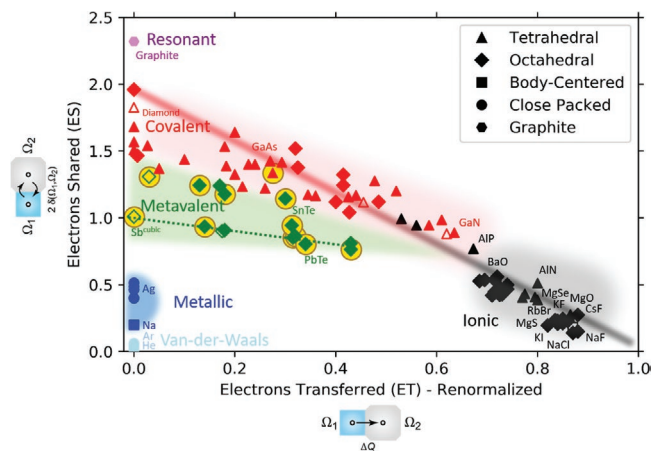 2.5
2.0
1.5
1.0
0.5
0.0
Electrons Shared (ES)
Ω₂
2 δ(Ω₁,Ω₂)
Ω₁
Resonant
Graphite
Tetrahedral
Octahedral
Body-Centered
Close Packed
Graphite
Diamond
Covalent
GaAs
Metavalent
SnTe
Sb^cubic
PbTe
GaN
AlP
BaO
AlN
MgSe
MgO
RbBr
KF
CsF
Ionic
MgS
KI
NaCl
NaF
Ag
Metallic
Na
Ar
He
Van-der-Waals
0.0 0.2 0.4 0.6 0.8 1.0
Electrons Transferred (ET) - Renormalized
Ω₁ Ω₂
ΔQ